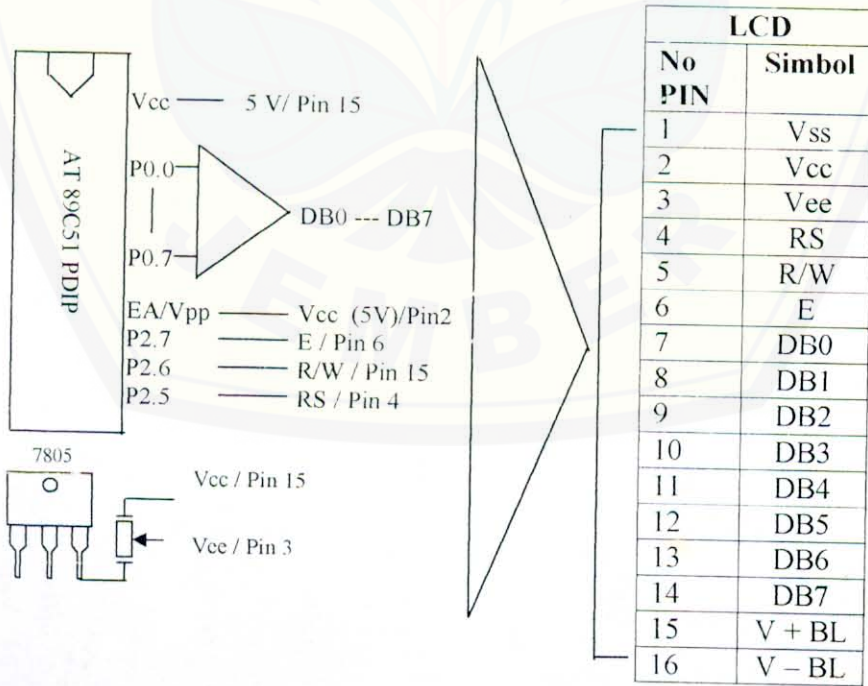 AT 89C51 PDIP
Vcc 5 V/ Pin 15
P0.0
DB0 --- DB7
P0.7
EA/Vpp Vcc (5V)/Pin2
P2.7 E / Pin 6
P2.6 R/W / Pin 15
P2.5 RS / Pin 4
7805
Vcc / Pin 15
Vee / Pin 3
LCD
No PIN Simbol
1 Vss
2 Vcc
3 Vee
4 RS
5 R/W
6 E
7 DB0
8 DB1
9 DB2
10 DB3
11 DB4
12 DB5
13 DB6
14 DB7
15 V + BL
16 V – BL
JEMBER